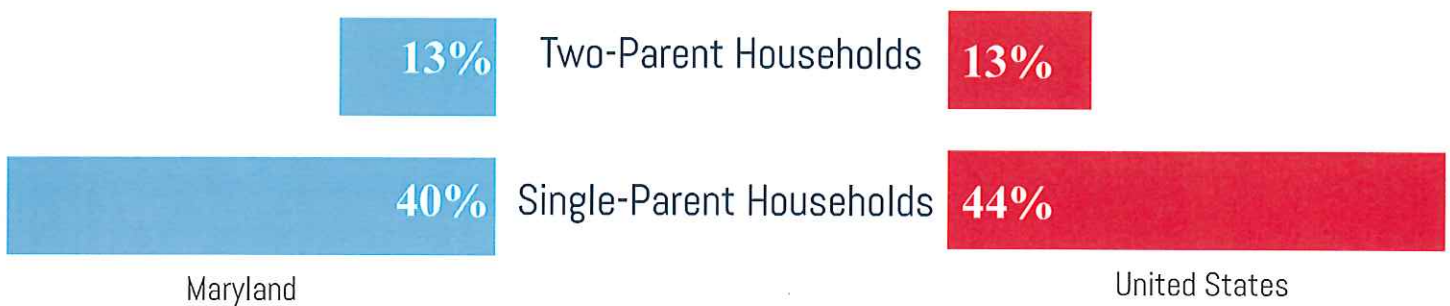 13% Two-Parent Households 13%
40% Single-Parent Households 44%
Maryland United States